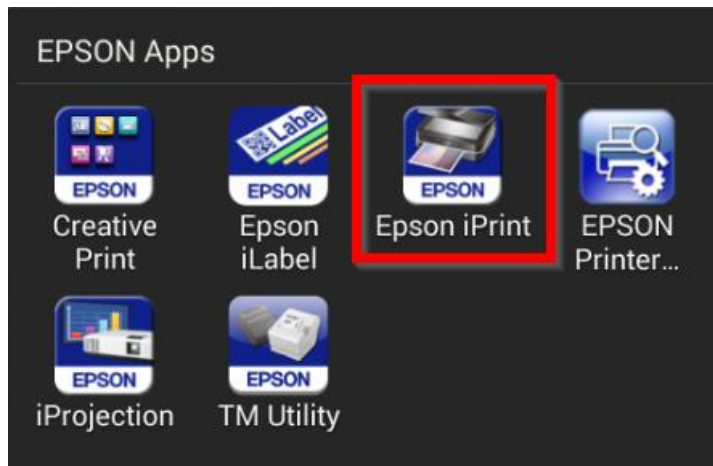 EPSON Apps
Label
EPSON
EPSON
EPSON
Creative
Print
Epson
iLabel
Epson iPrint
EPSON
Printer…
EPSON
EPSON
iProjection
TM Utility